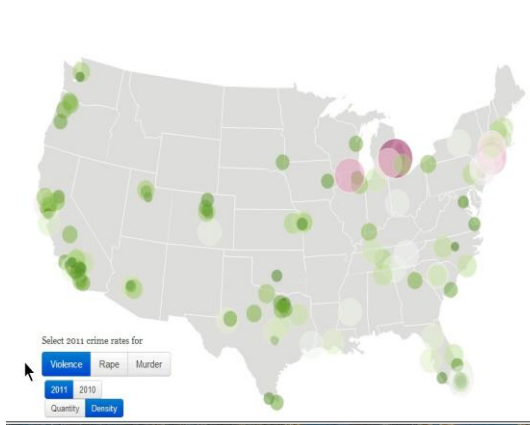 Select 2011 crime rates for
Violence Rape Murder
2011 2010
Quantity Density